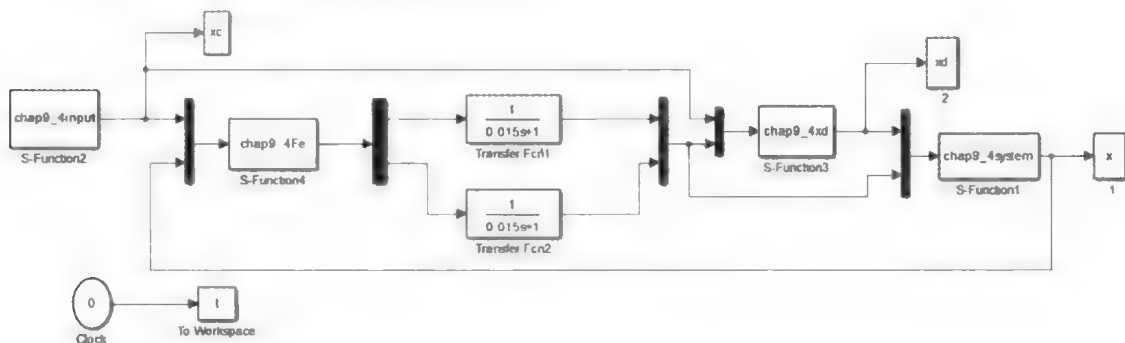 xc
xd
2
chap9_4input
S-Function2
chap9_4Fe
S-Function4
1
0.015s+1
Transfer Fcn1
1
0.015s+1
Transfer Fcn2
chap9_4xd
S-Function3
chap9_4system
S-Function1
x
1
0
Clock
t
To Workspace